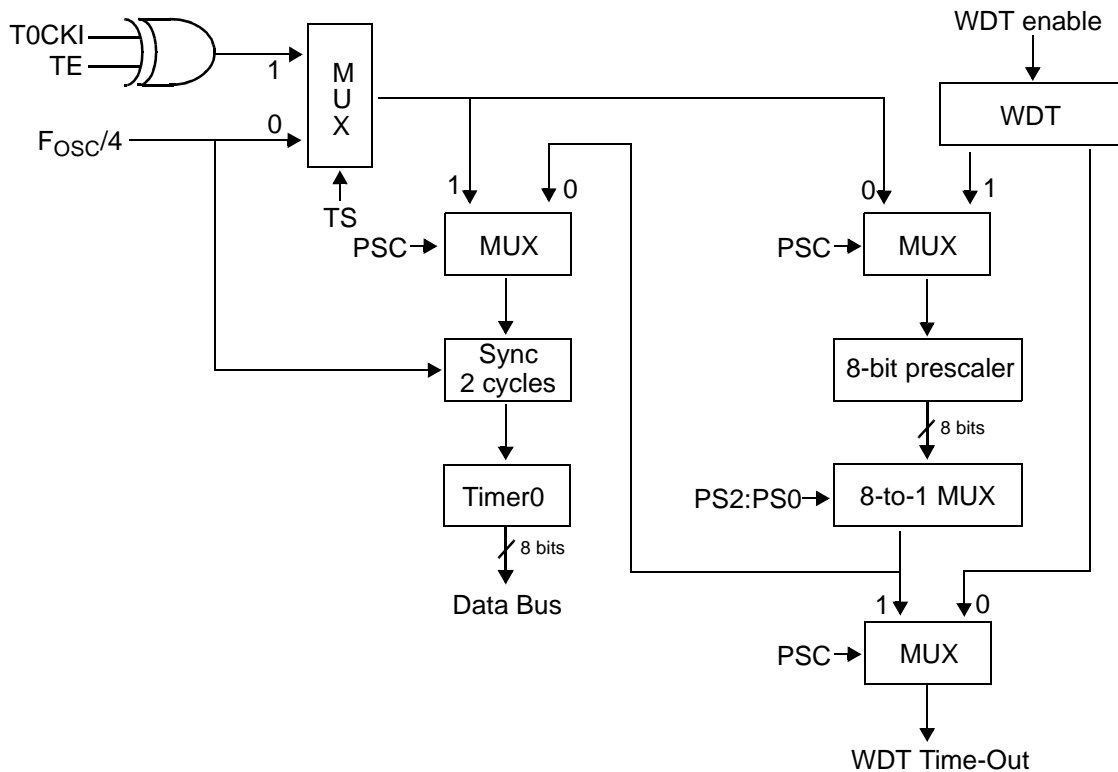 T0CKI
TE
1
MUX
WDT enable
WDT
FOSC/4
0
TS
1
0
0
1
PSC
MUX
PSC
MUX
Sync
2 cycles
8-bit prescaler
8 bits
Timer0
PS2:PS0
8-to-1 MUX
8 bits
Data Bus
1
0
PSC
MUX
WDT Time-Out